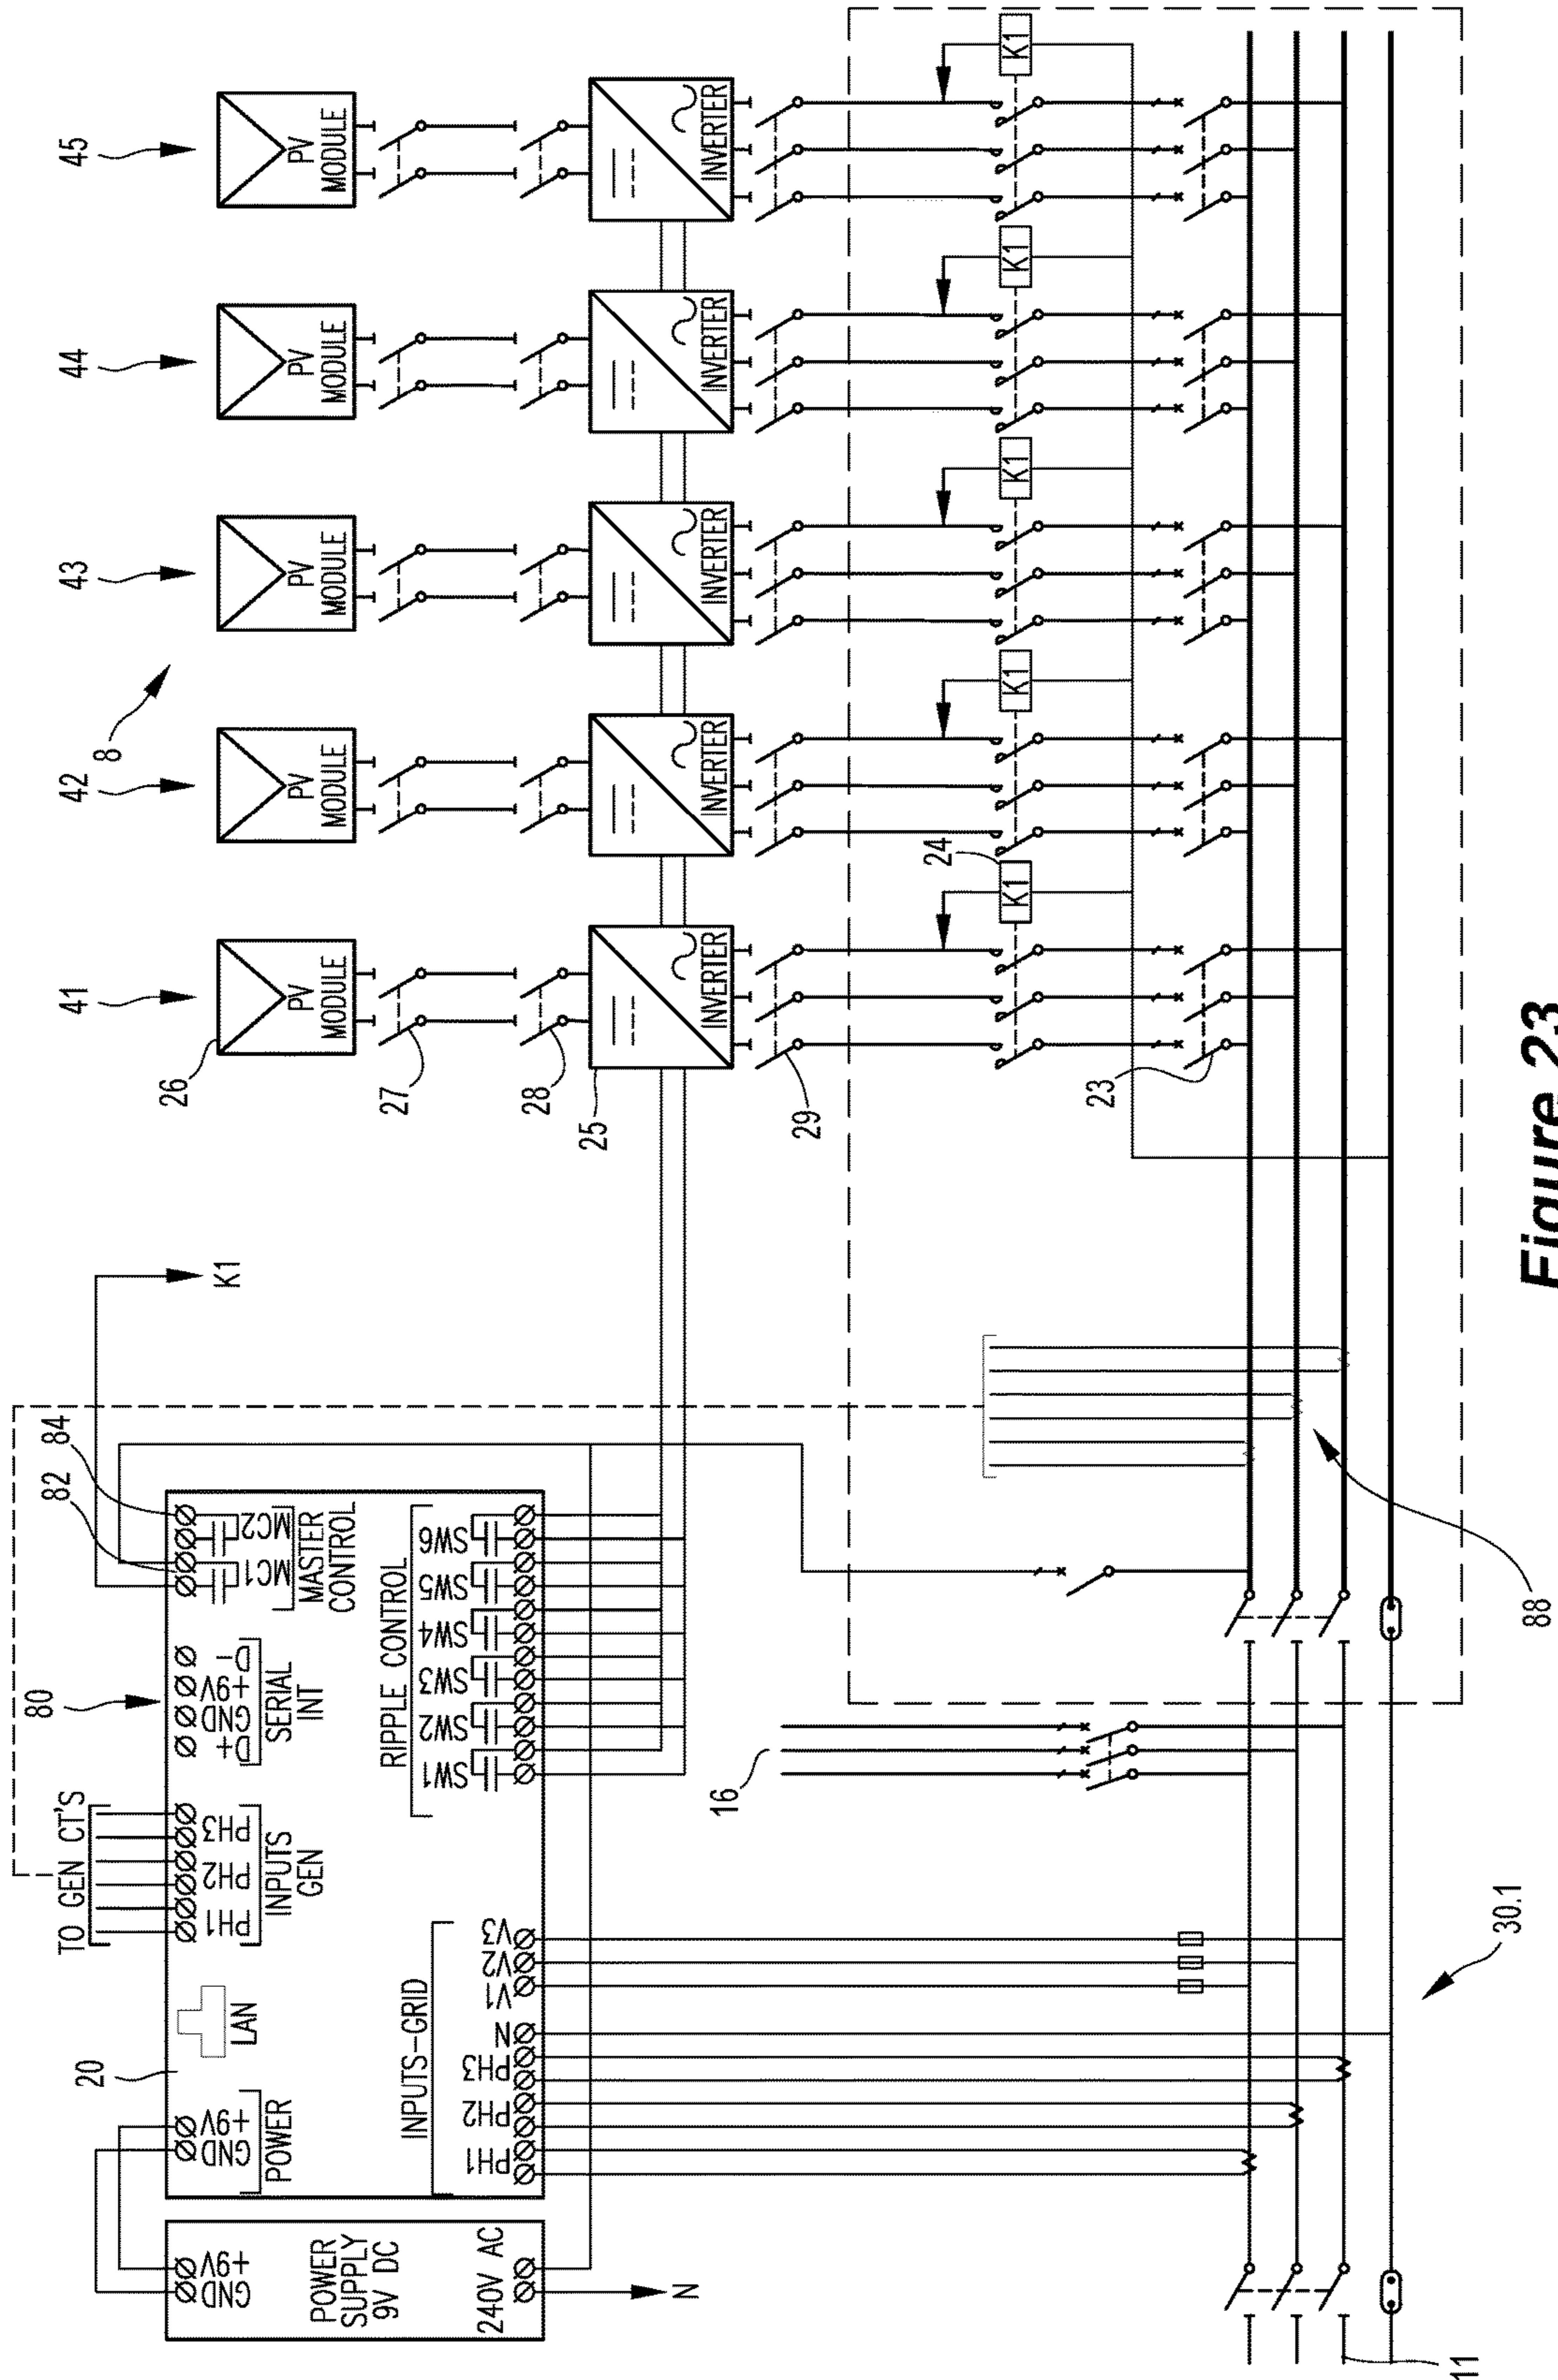 45
44
43
8
42
41
26
PV
MODULE
PV
MODULE
PV
MODULE
PV
MODULE
PV
MODULE
27
28
25
29
INVERTER
INVERTER
INVERTER
INVERTER
INVERTER
K1
K1
K1
K1
K1
24
23
K1
84
82
80
MC2
MC1
MASTER
CONTROL
D-
+9V
GND
D+
SERIAL
INT
TO GEN CT'S
PH3
PH2
PH1
INPUTS
GEN
RIPPLE CONTROL
SW6
SW5
SW4
SW3
SW2
SW1
LAN
20
+9V
GND
POWER
INPUTS-GRID
V3
V2
V1
N
PH3
PH2
PH1
+9V
GND
POWER
SUPPLY
9V DC
240V AC
N
16
88
30.1
11
Figure 23